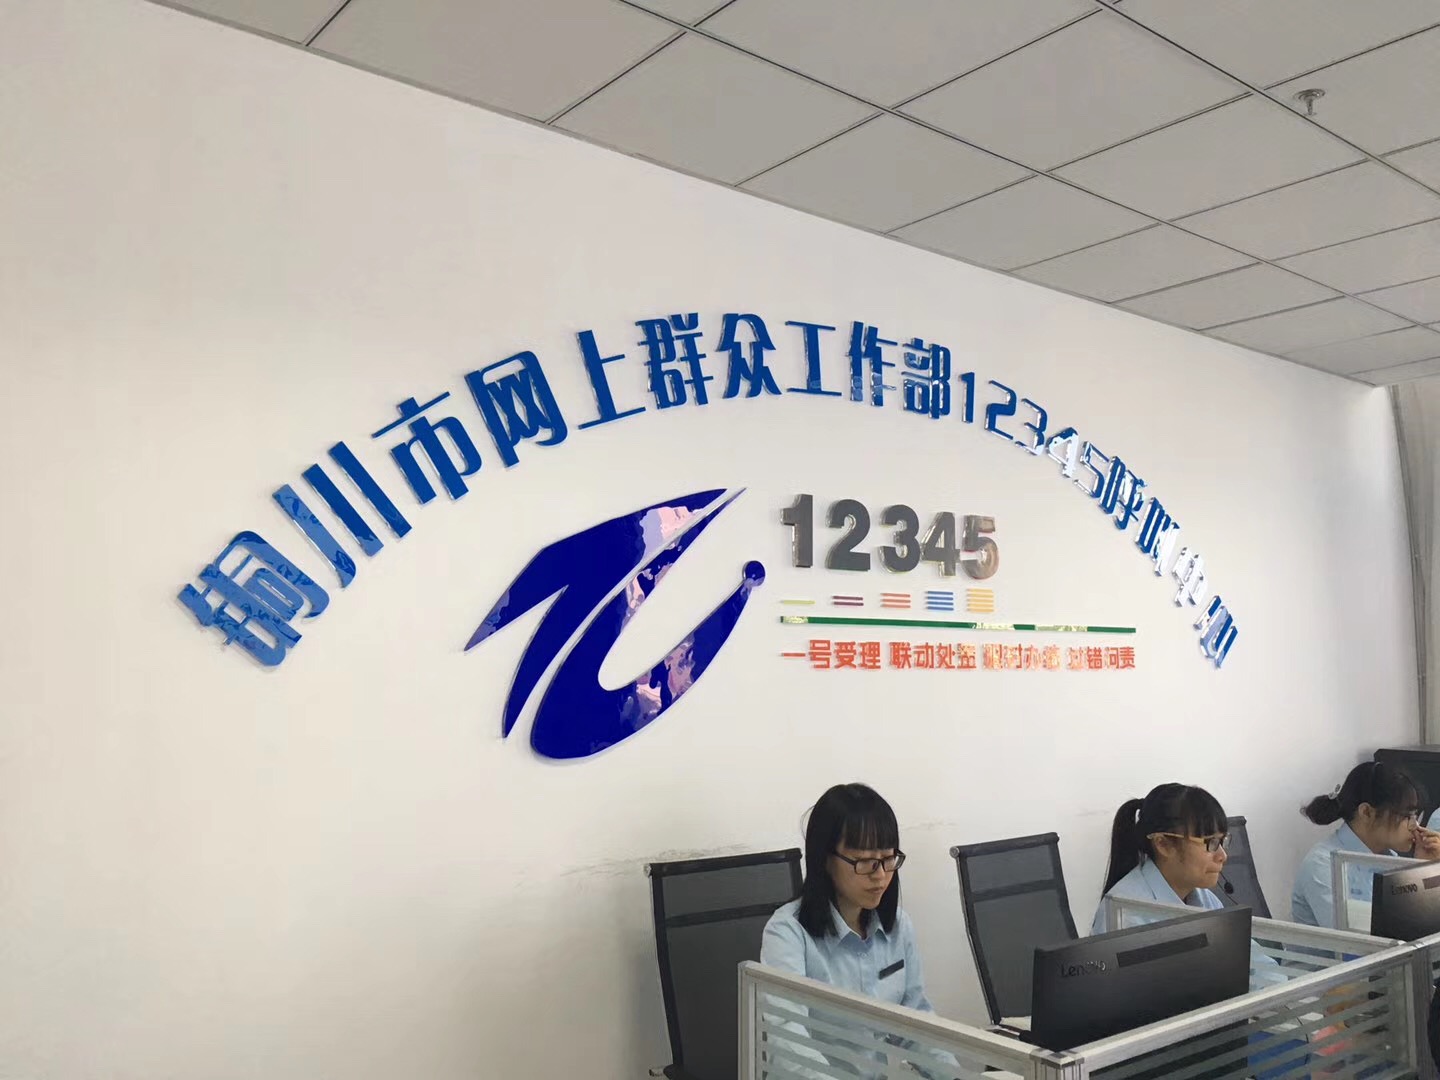 铜川市网上群众工作部12345呼叫中心
12345
一号受理 联动处置 限时办结 过错问责
Lenovo
Lenovo